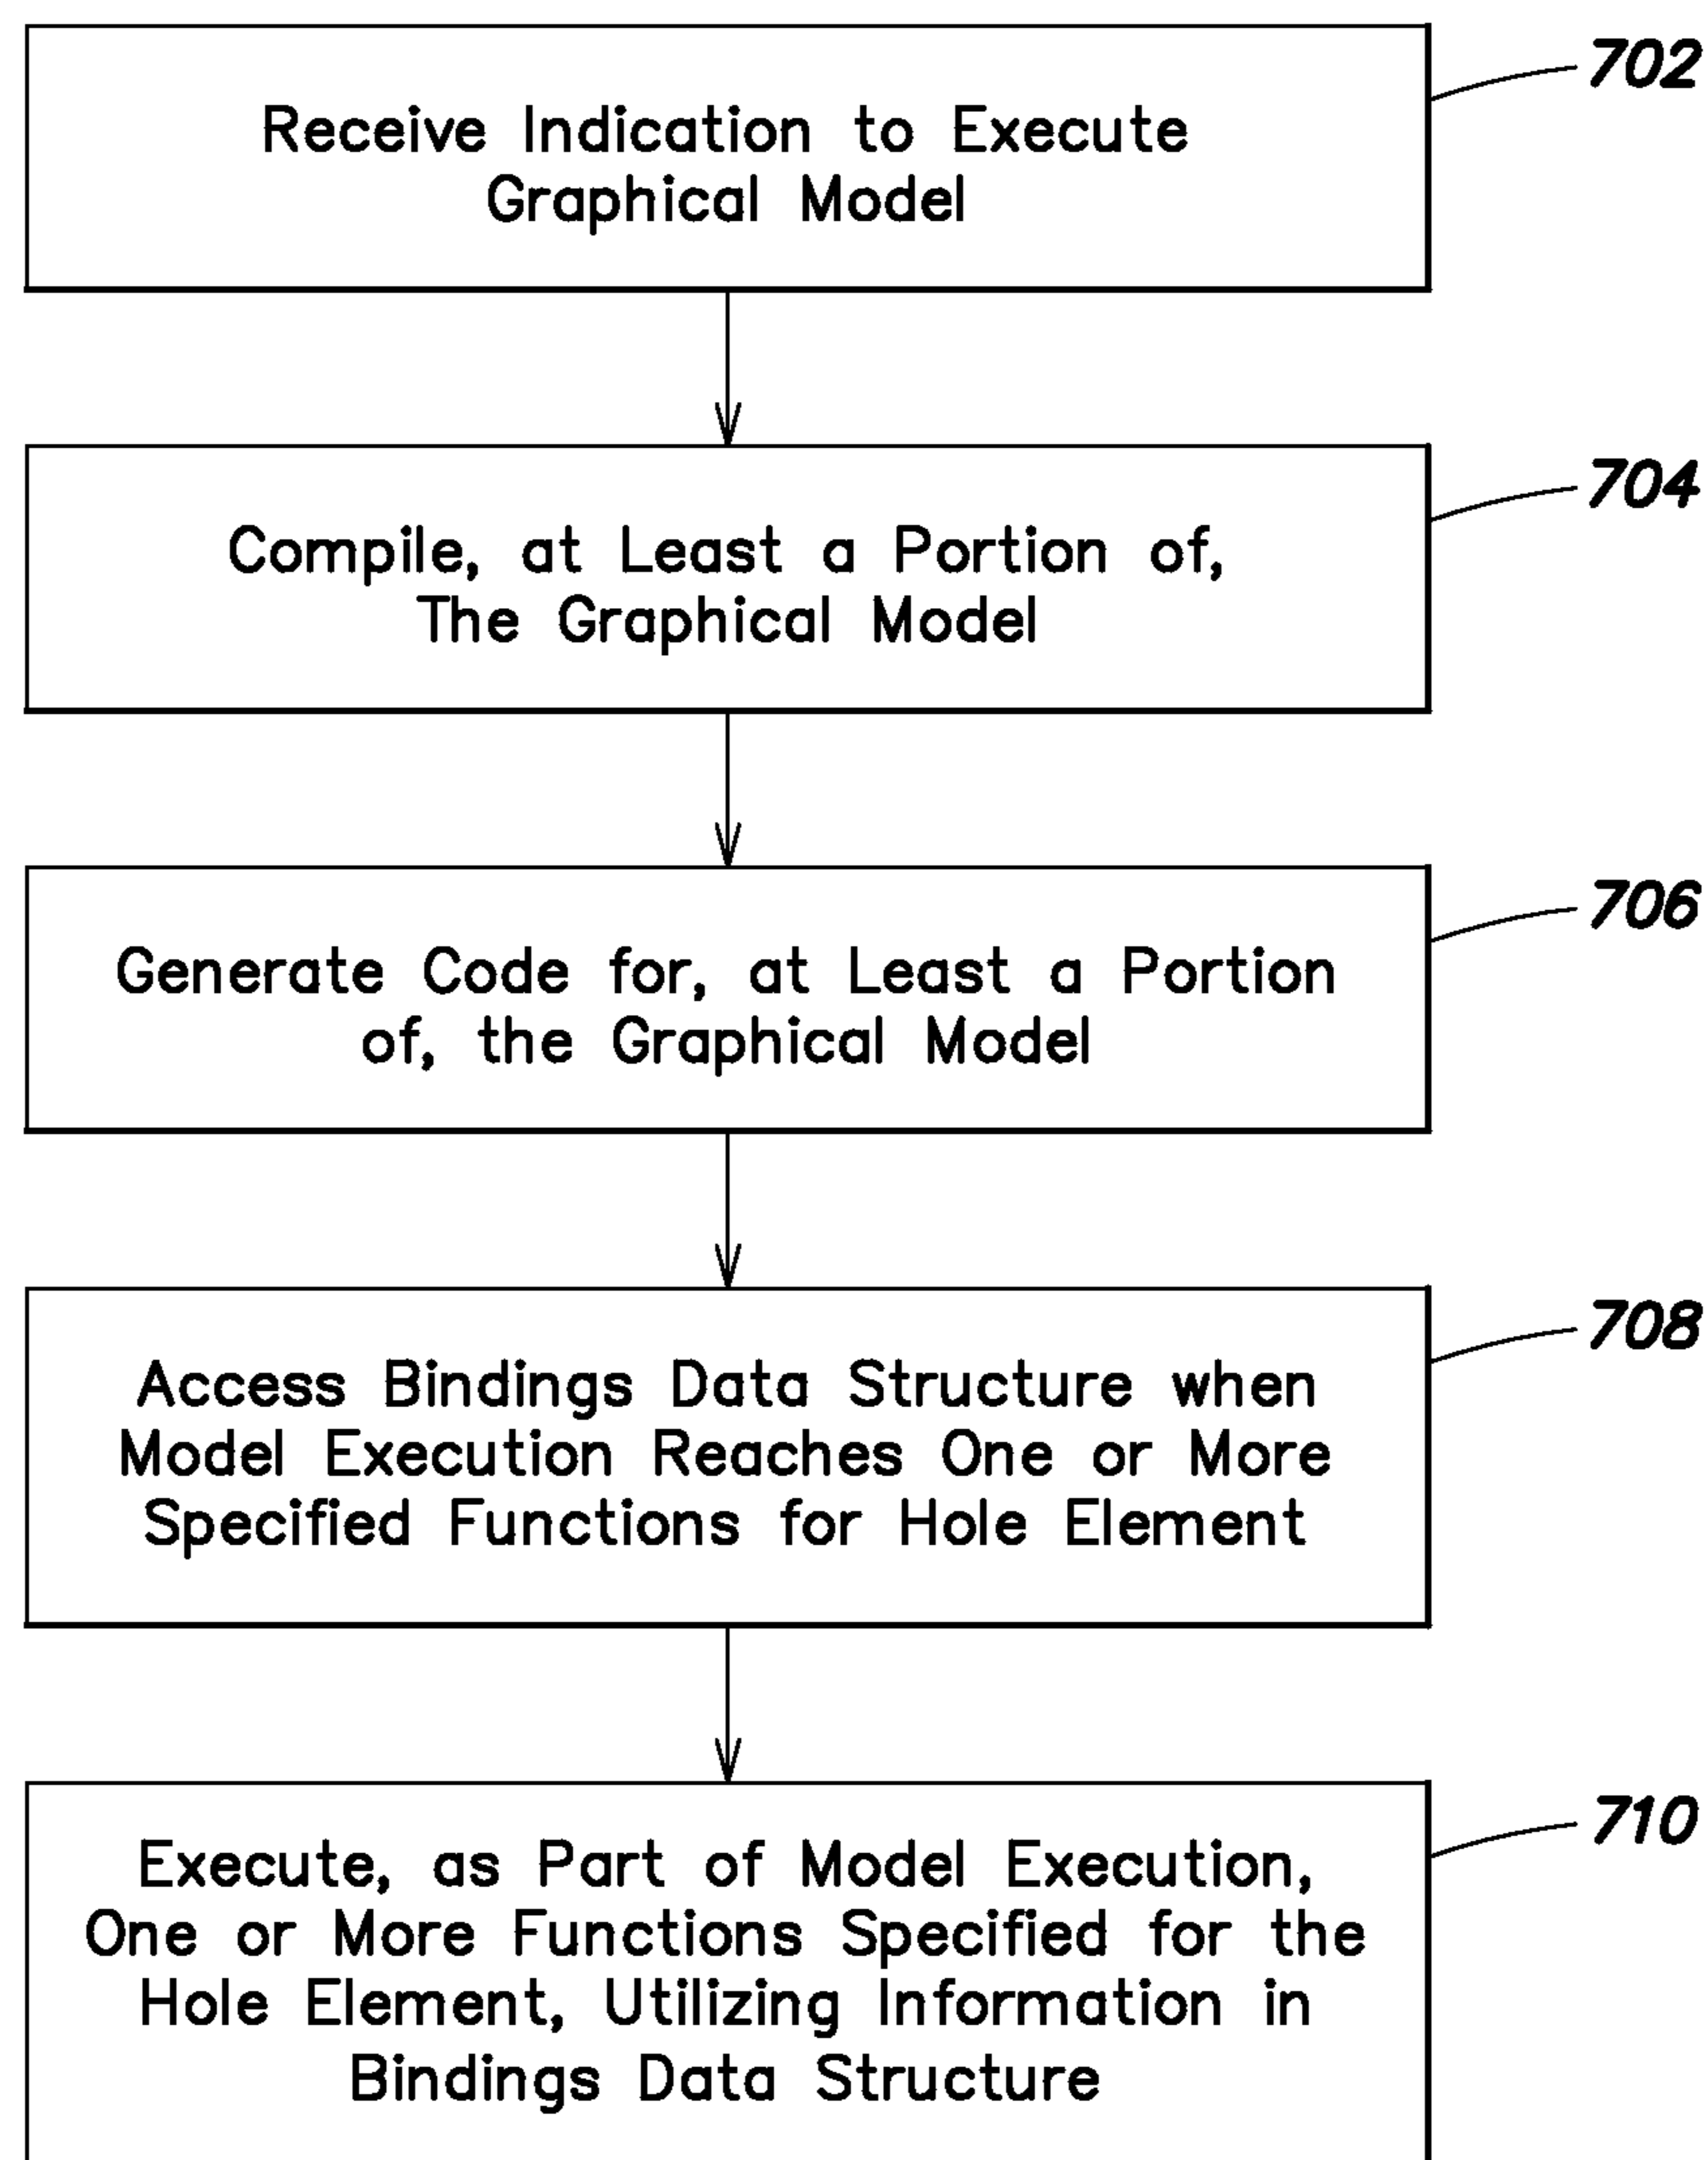 702
Receive Indication to Execute
Graphical Model
704
Compile, at Least a Portion of,
The Graphical Model
706
Generate Code for, at Least a Portion
of, the Graphical Model
708
Access Bindings Data Structure when
Model Execution Reaches One or More
Specified Functions for Hole Element
710
Execute, as Part of Model Execution,
One or More Functions Specified for the
Hole Element, Utilizing Information in
Bindings Data Structure